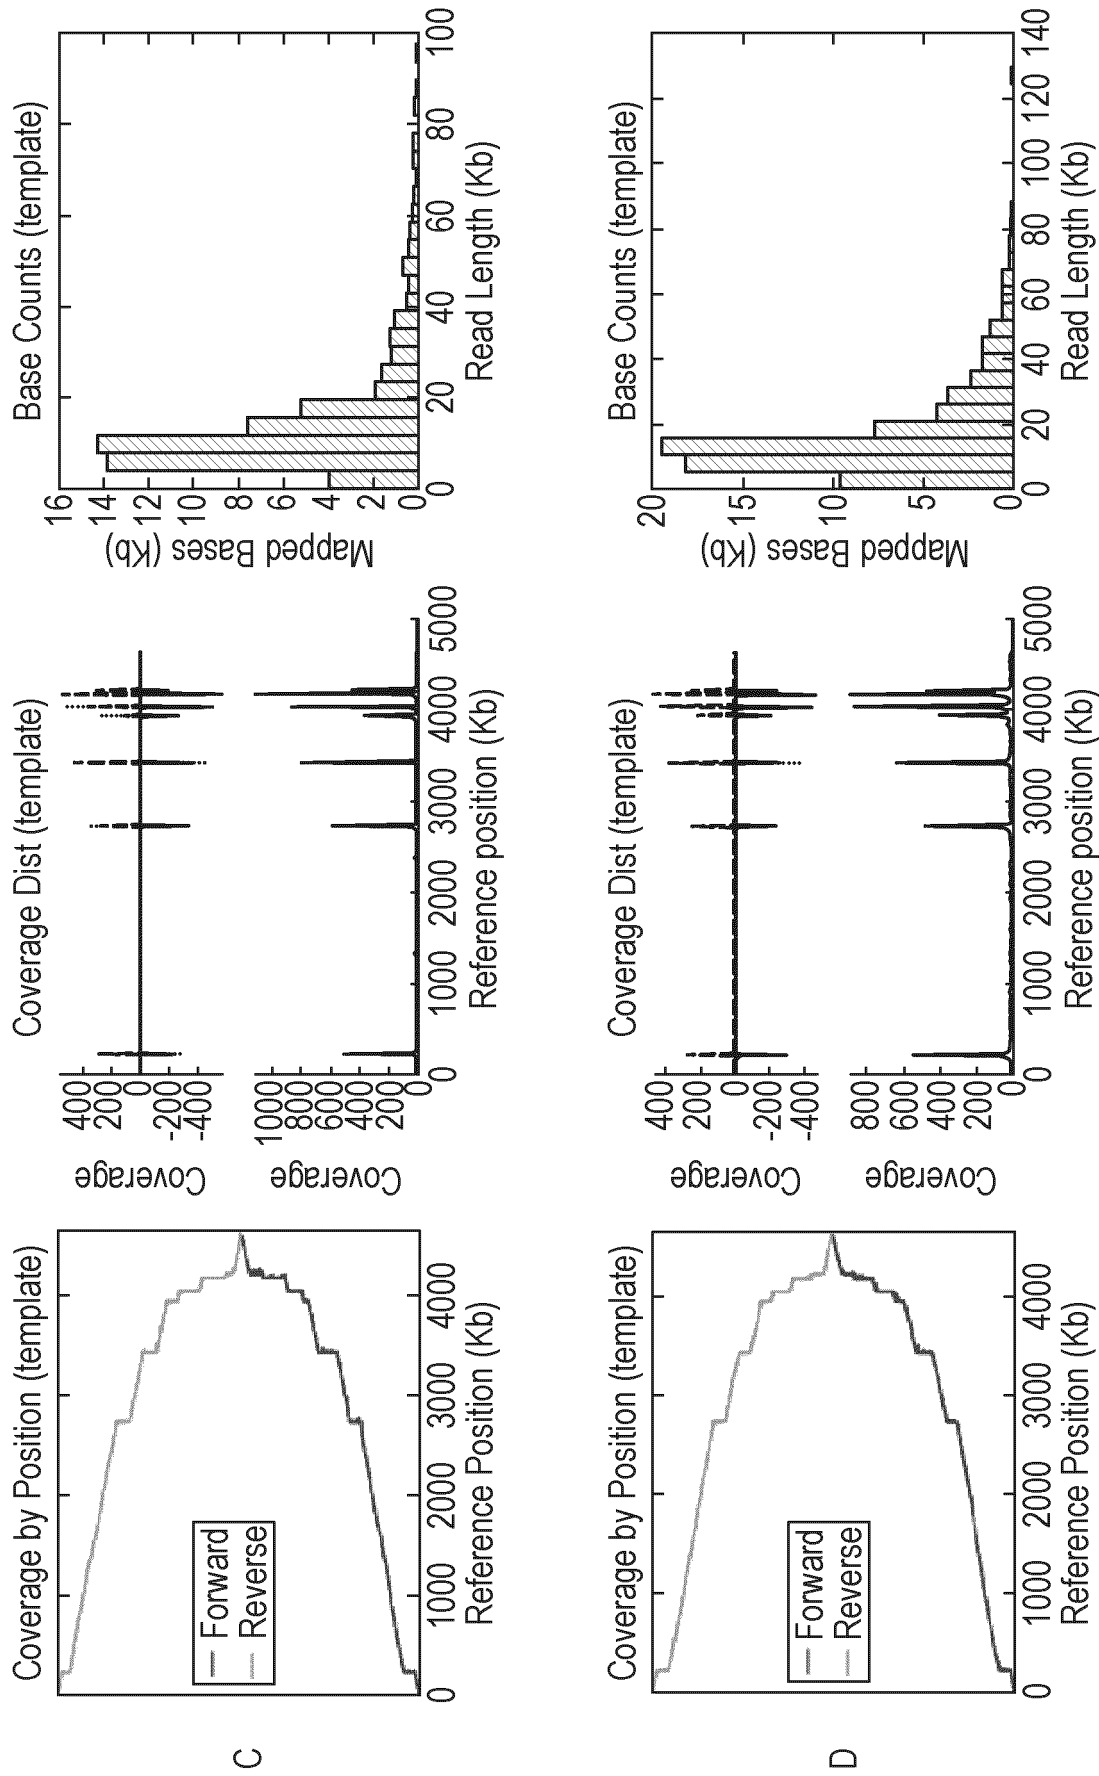 C
Coverage by Position (template)
Forward
Reverse
0 1000 2000 3000 4000
Reference Position (Kb)
Coverage Dist (template)
Coverage
400
200
0
-200
-400
Coverage
1000
800
600
400
200
0
0 1000 2000 3000 4000 5000
Reference position (Kb)
Base Counts (template)
Mapped Bases (Kb)
16
14
12
10
8
6
4
2
0
0 20 40 60 80 100
Read Length (Kb)
D
Coverage by Position (template)
Forward
Reverse
0 1000 2000 3000 4000
Reference Position (Kb)
Coverage Dist (template)
Coverage
400
200
0
-200
-400
Coverage
800
600
400
200
0
0 1000 2000 3000 4000 5000
Reference position (Kb)
Base Counts (template)
Mapped Bases (Kb)
20
15
10
5
0
0 20 40 60 80 100 120 140
Read Length (Kb)